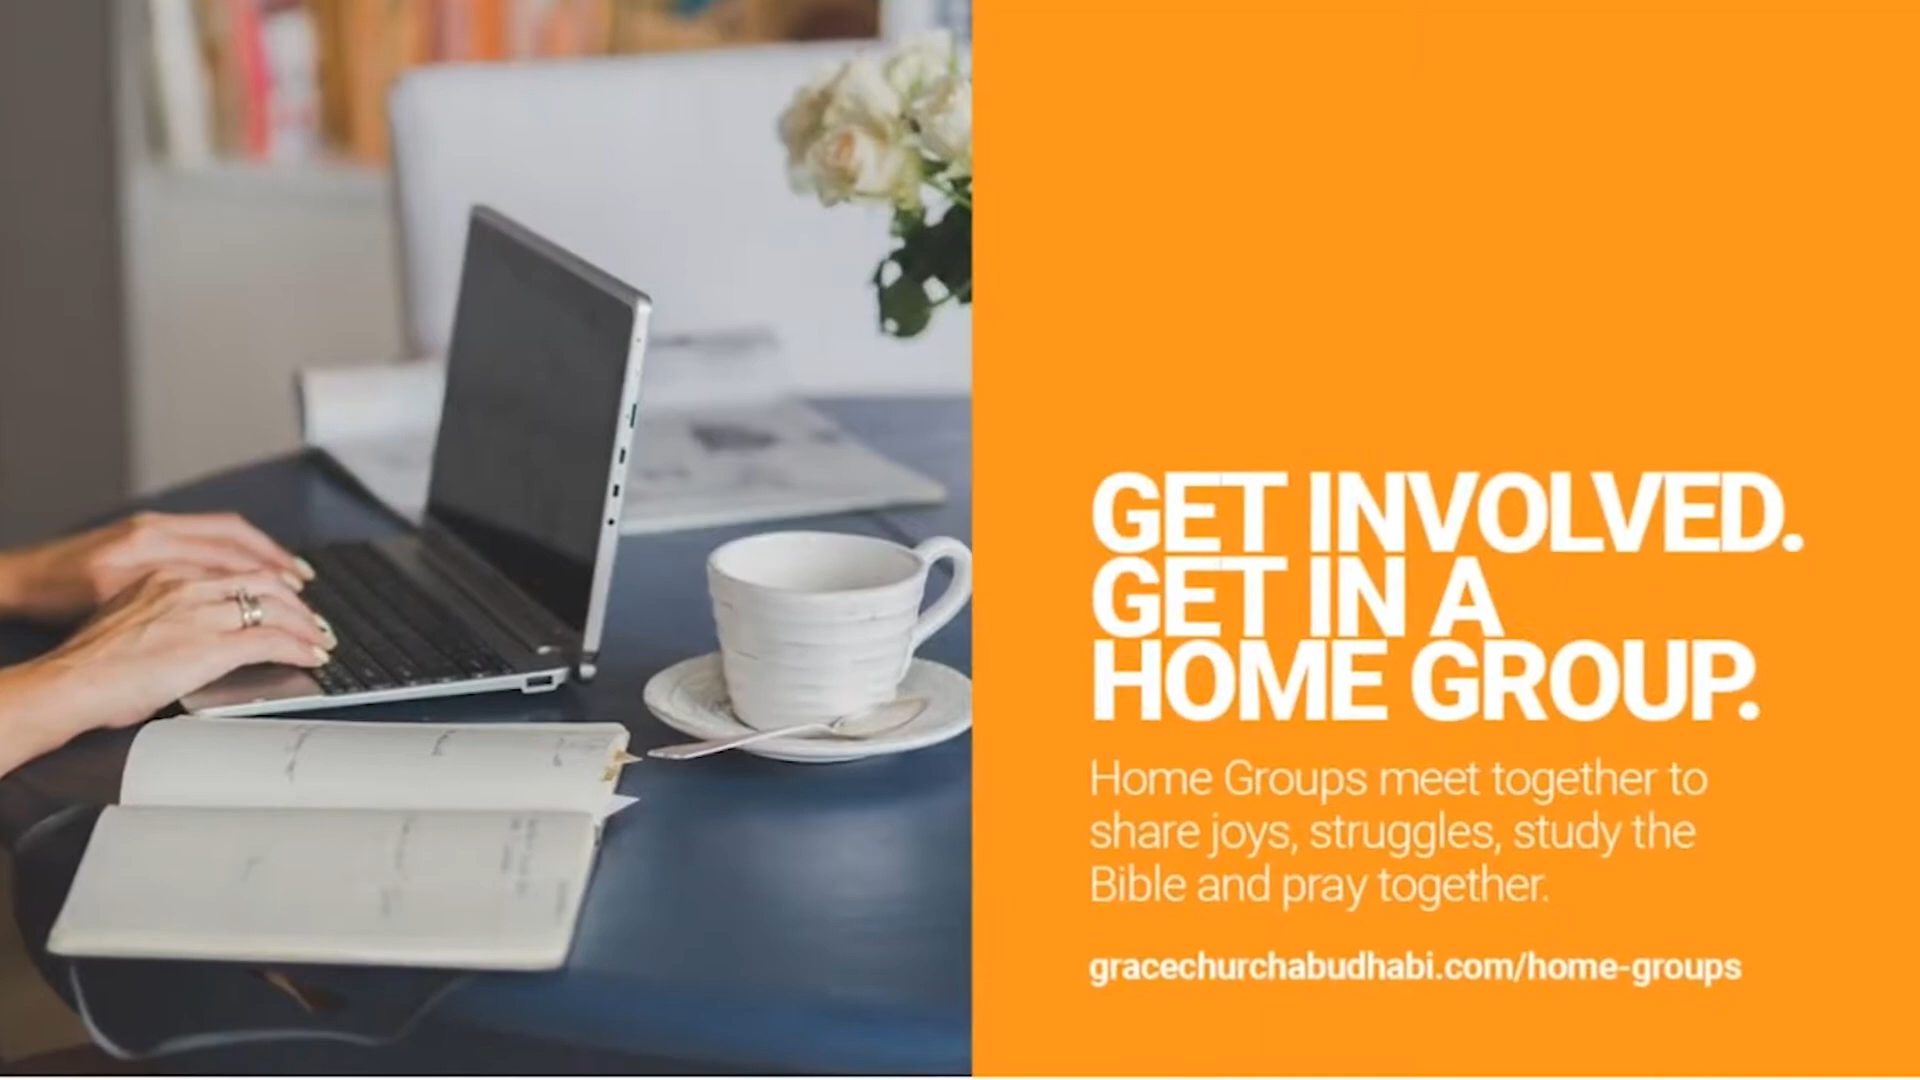 GET INVOLVED.
GET IN A
HOME GROUP.
Home Groups meet together to
share joys, struggles, study the
Bible and pray together.
gracechurchabudhabi.com/home-groups